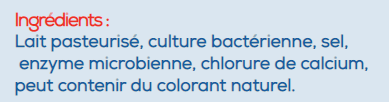 Ingrédients :
Lait pasteurisé, culture bactérienne, sel,
enzyme microbienne, chlorure de calcium,
peut contenir du colorant naturel.